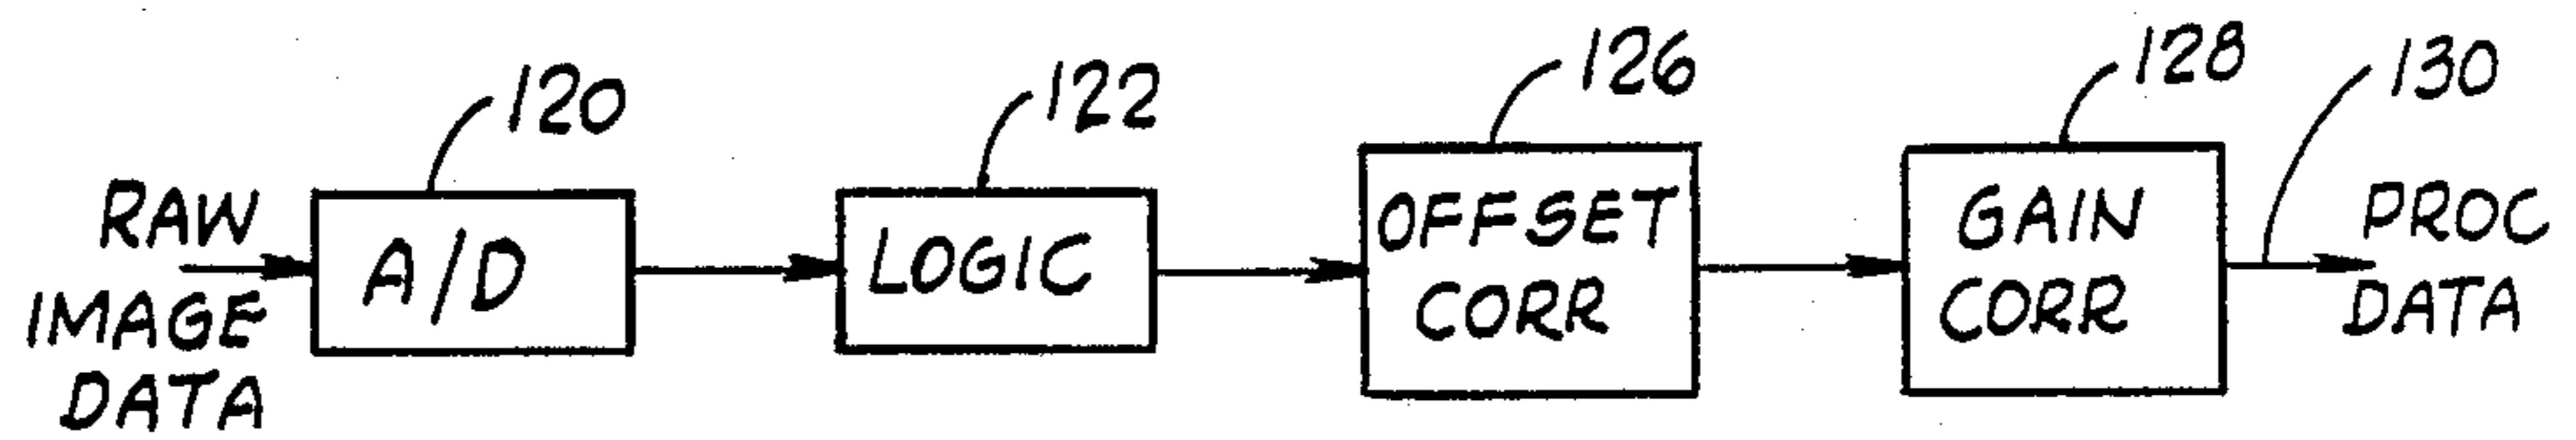 120
122
126
128
130
RAW
IMAGE
DATA
A/D
LOGIC
OFFSET
CORR
GAIN
CORR
PROC
DATA